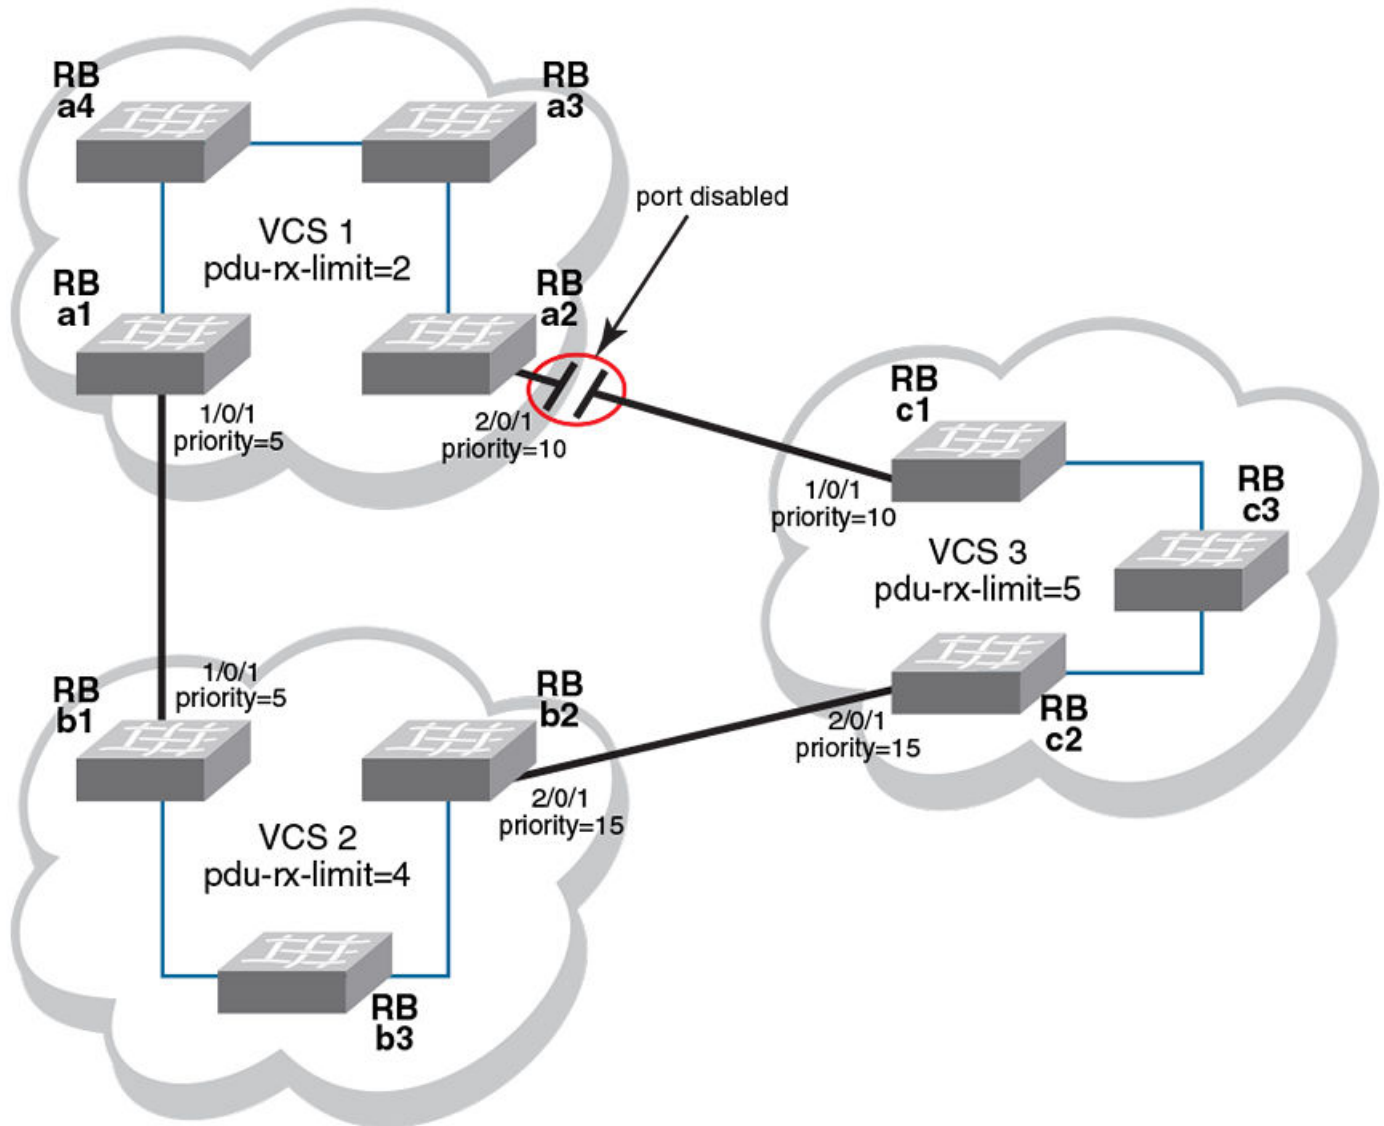 RB
a4
RB
a3
port disabled
VCS 1
pdu-rx-limit=2
RB
a1
RB
a2
1/0/1
priority=5
2/0/1
priority=10
RB
c1
1/0/1
priority=10
RB
c3
VCS 3
pdu-rx-limit=5
1/0/1
priority=5
RB
b1
RB
b2
RB
c2
2/0/1
priority=15
2/0/1
priority=15
VCS 2
pdu-rx-limit=4
RB
b3